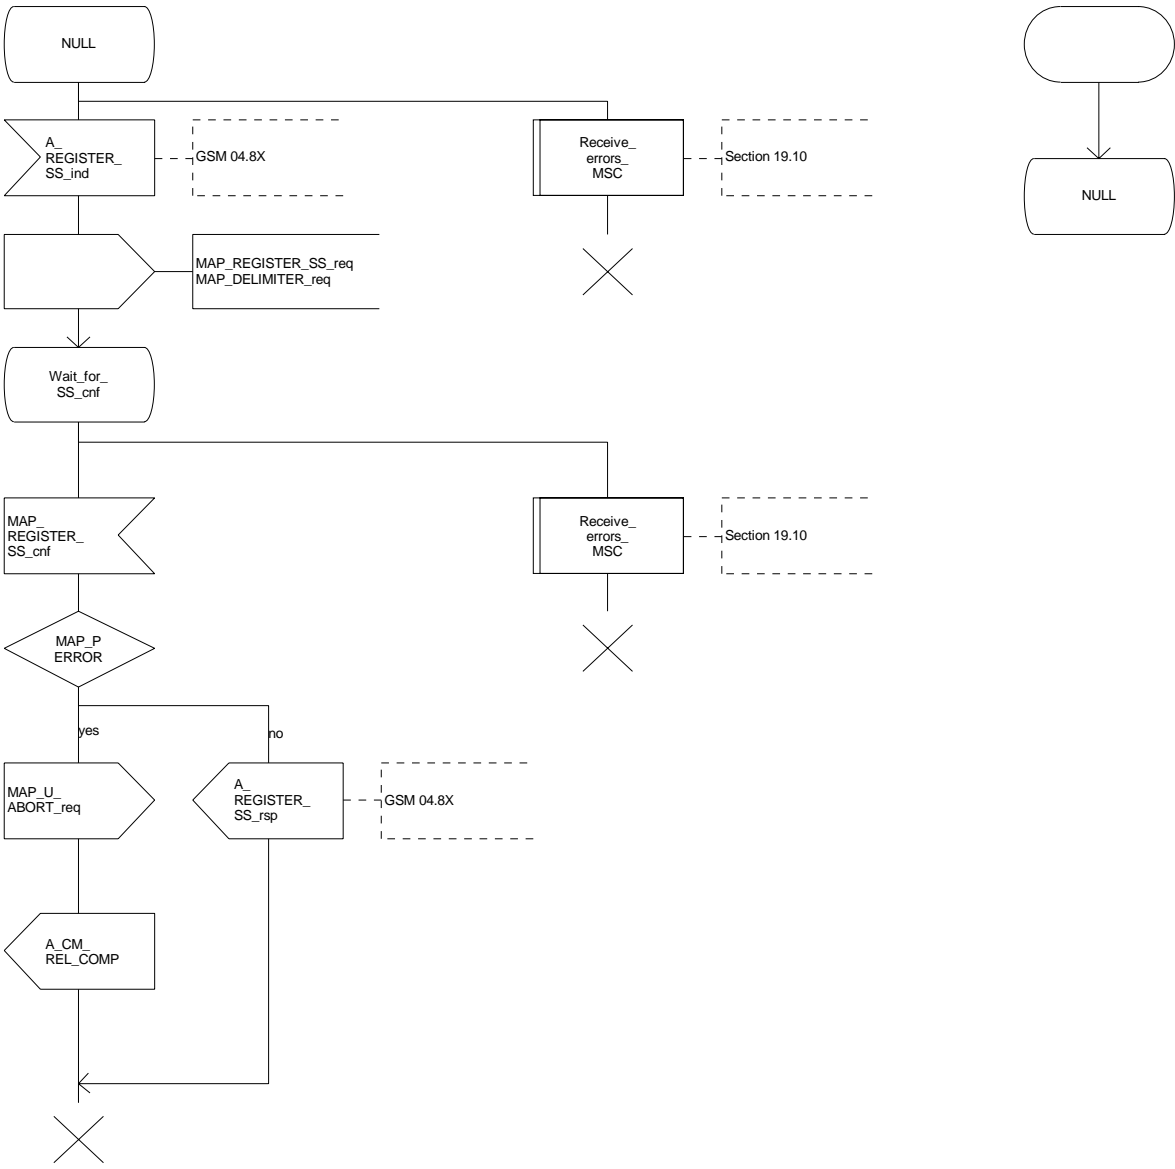 NULL
A_
REGISTER_
SS_ind
GSM 04.8X
Receive_
errors_
MSC
Section 19.10
NULL
MAP_REGISTER_SS_req
MAP_DELIMITER_req
Wait_for_
SS_cnf
MAP_
REGISTER_
SS_cnf
Receive_
errors_
MSC
Section 19.10
MAP_P
ERROR
yes
no
MAP_U_
ABORT_req
A_
REGISTER_
SS_rsp
GSM 04.8X
A_CM_
REL_COMP